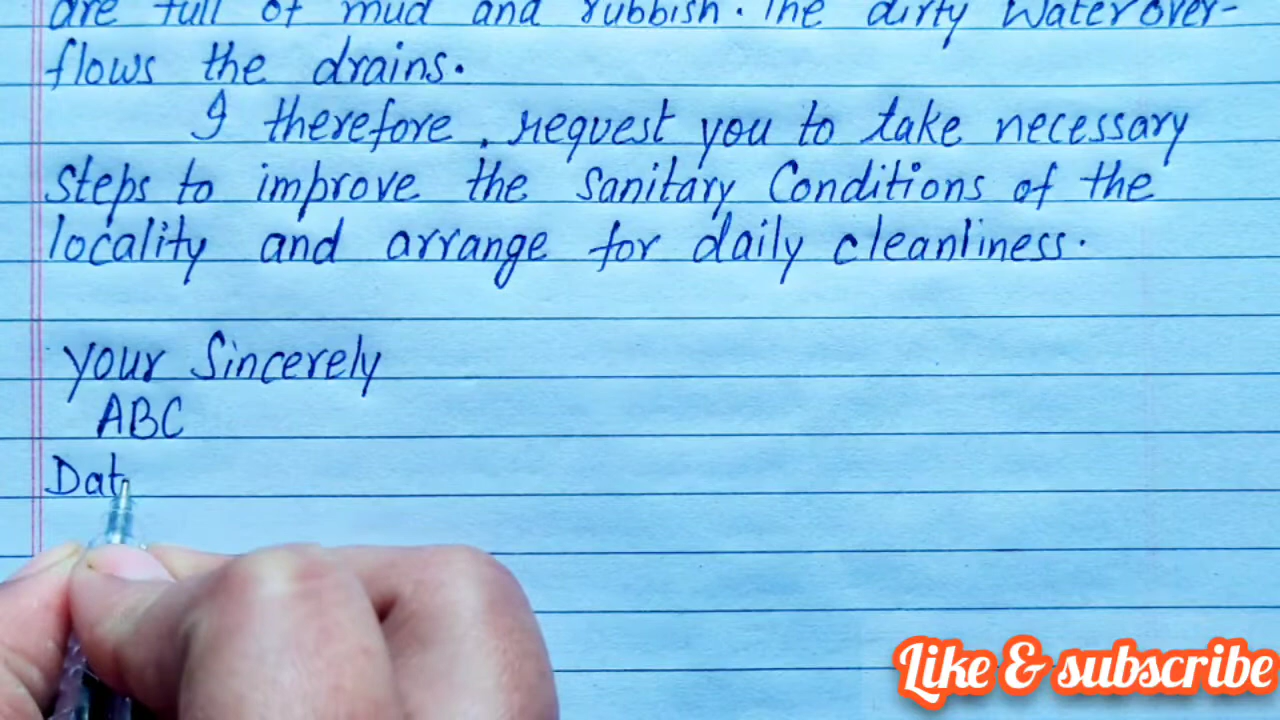 are full of mud and rubbish. The dirty water over-
flows the drains.
I therefore, request you to take necessary
steps to improve the Sanitary Conditions of the
locality and arrange for daily cleanliness.
your Sincerely
ABC
Dat
Like & subscribe